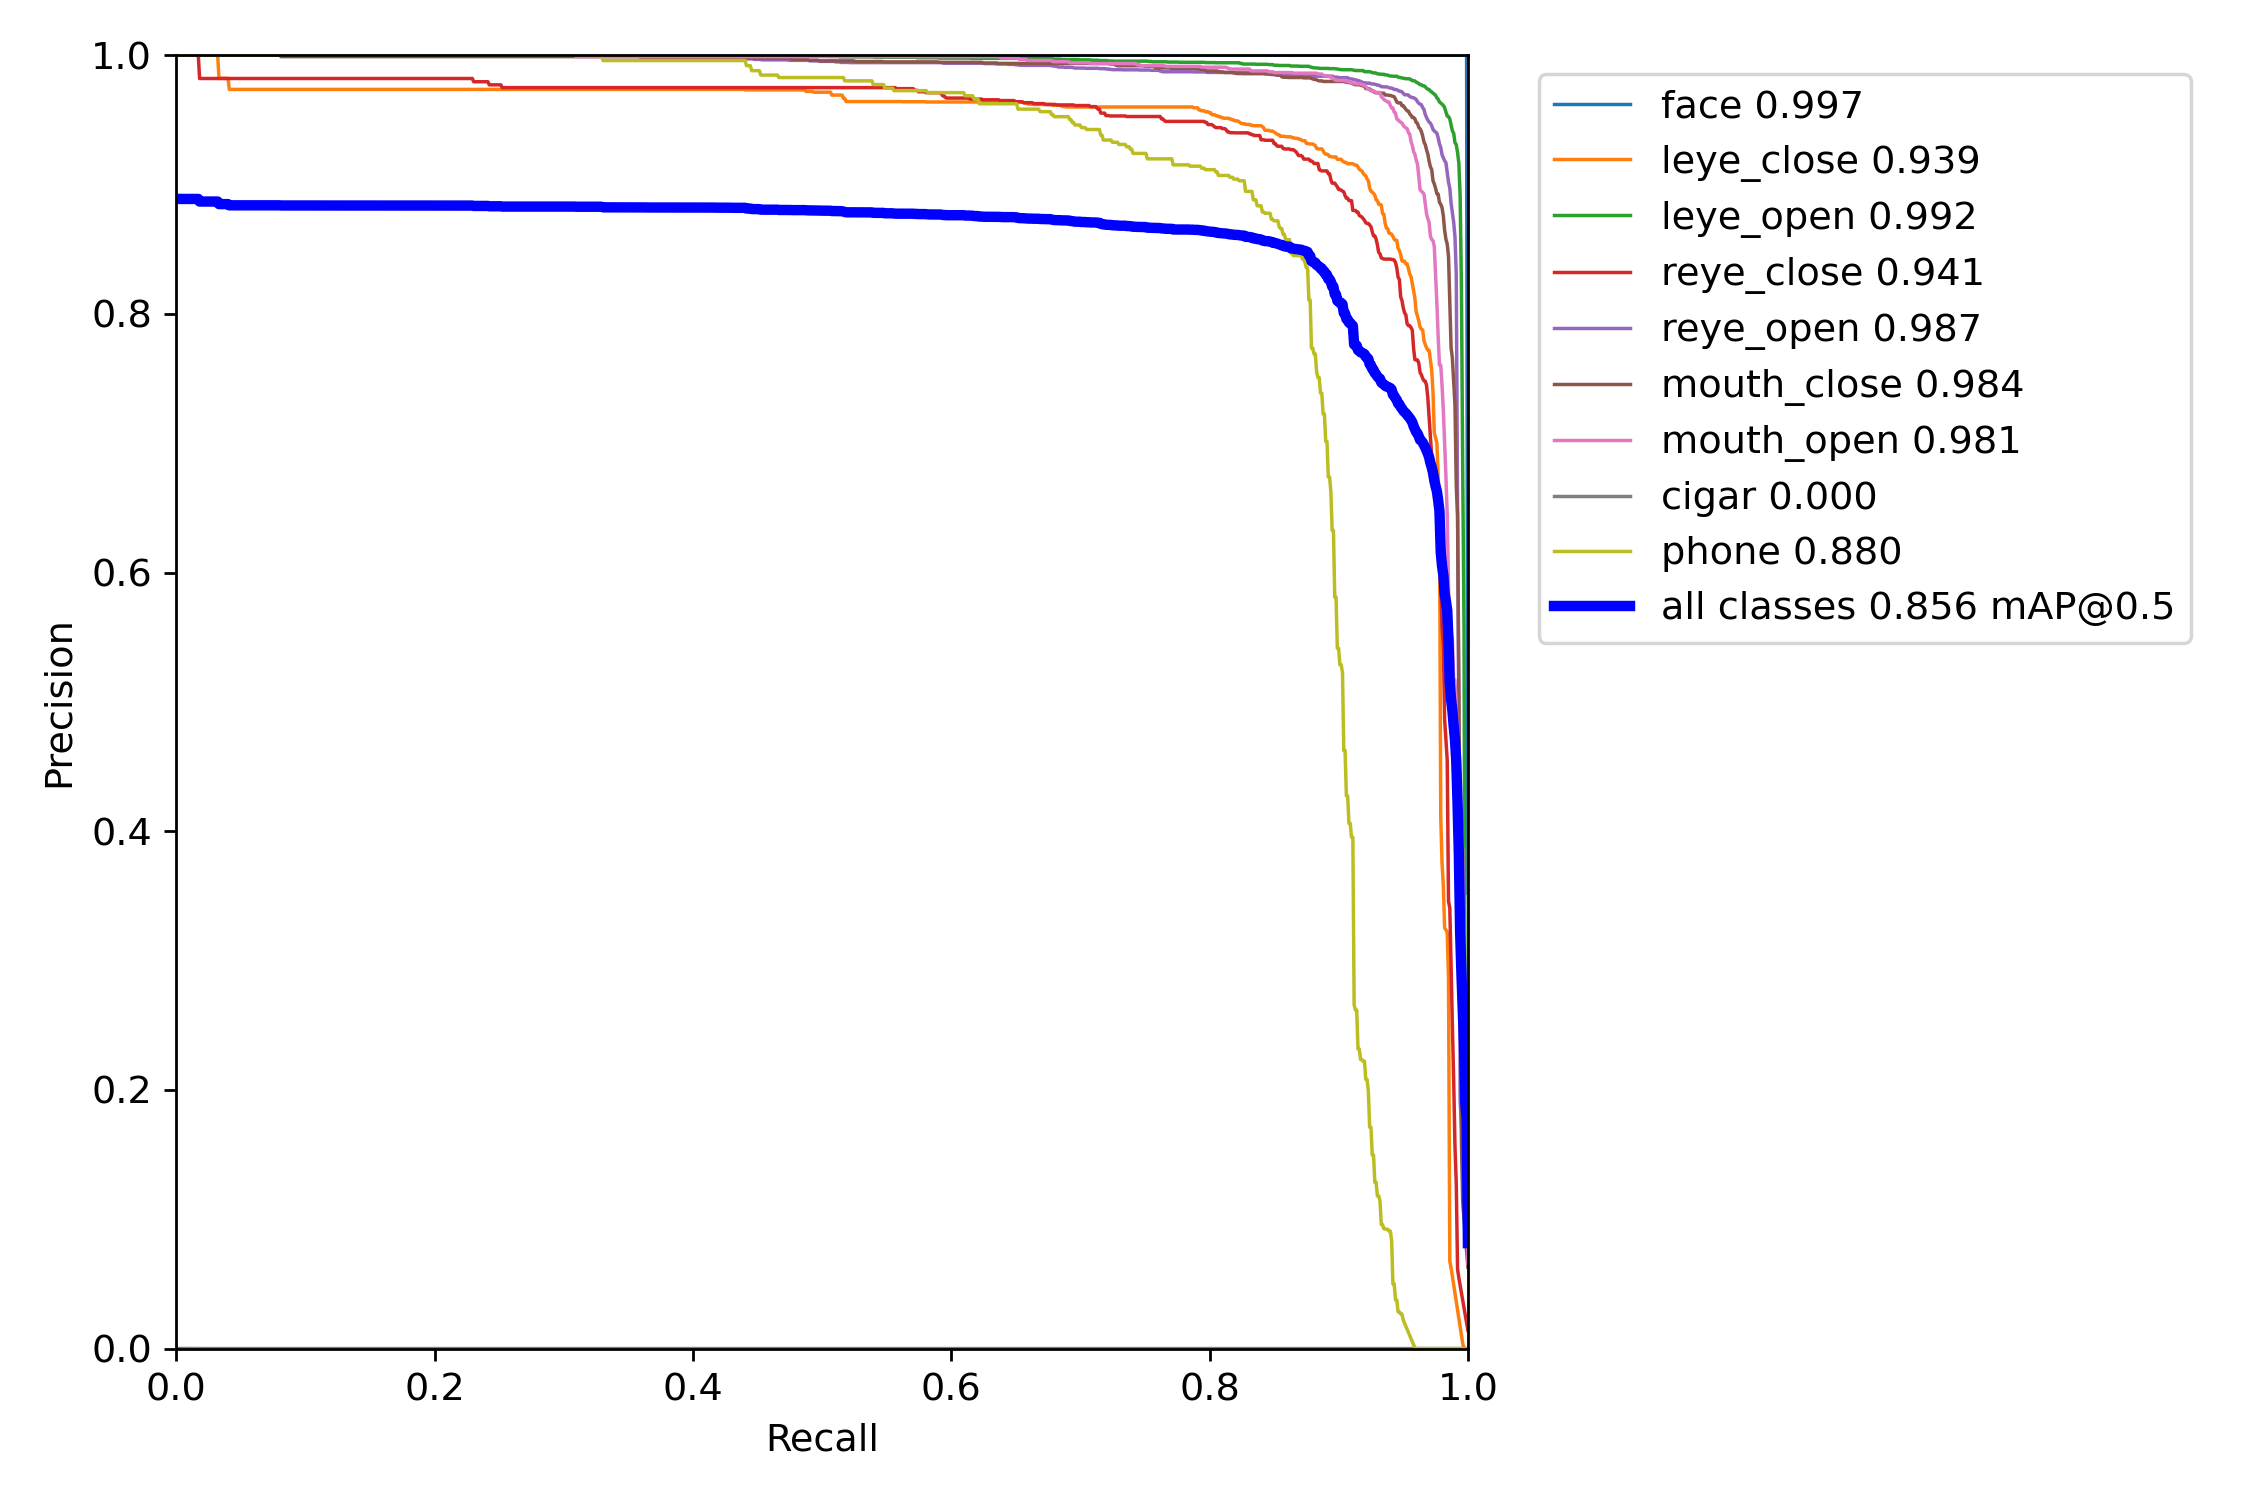 1.0
0.8
0.6
0.4
0.2
0.0
Precision
0.0 0.2 0.4 0.6 0.8 1.0
Recall
face 0.997
leye_close 0.939
leye_open 0.992
reye_close 0.941
reye_open 0.987
mouth_close 0.984
mouth_open 0.981
cigar 0.000
phone 0.880
all classes 0.856 mAP@0.5